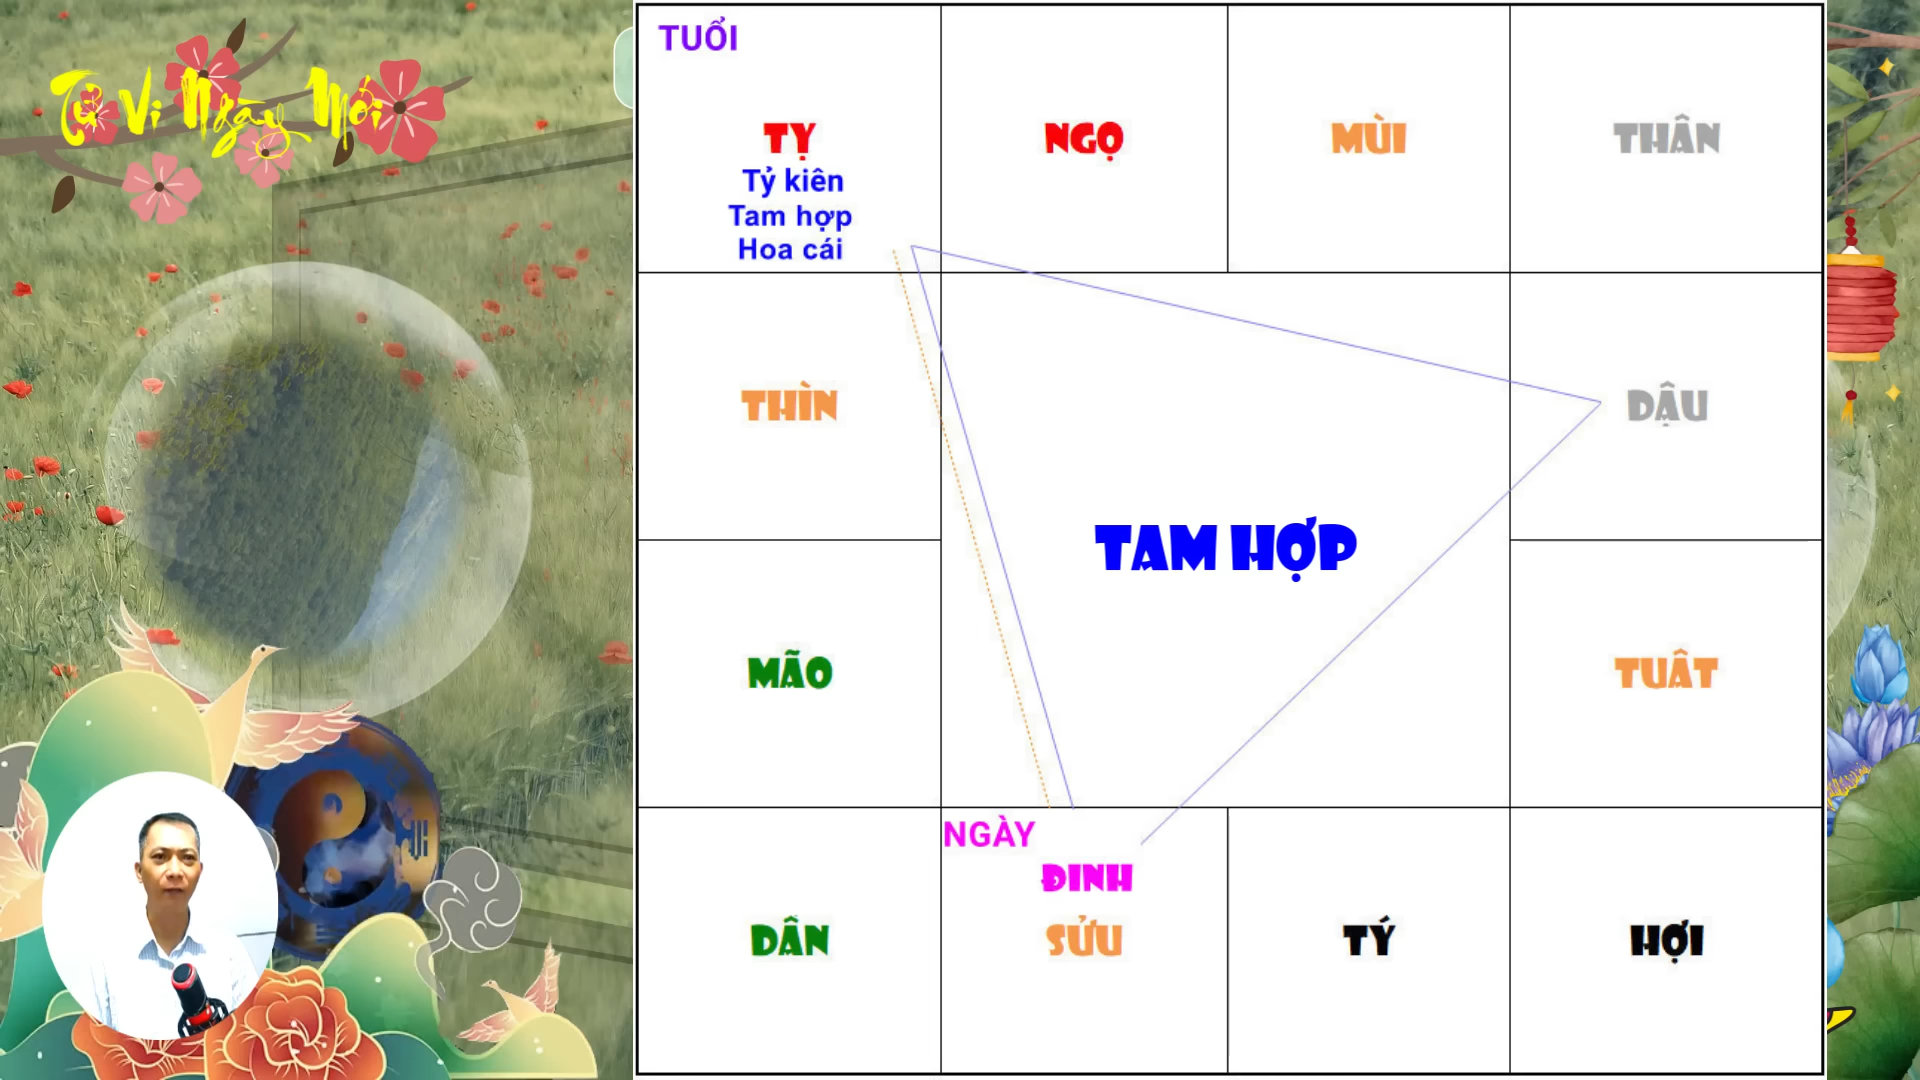 Tử Vi Ngày Mới
TUỔI
TỴ
Tỷ kiên
Tam hợp
Hoa cái
NGỌ
MÙI
THÂN
THÌN
DẬU
TAM HỢP
MÃO
TUẤT
DẦN
NGÀY
ĐINH
SỬU
TÝ
HỢI